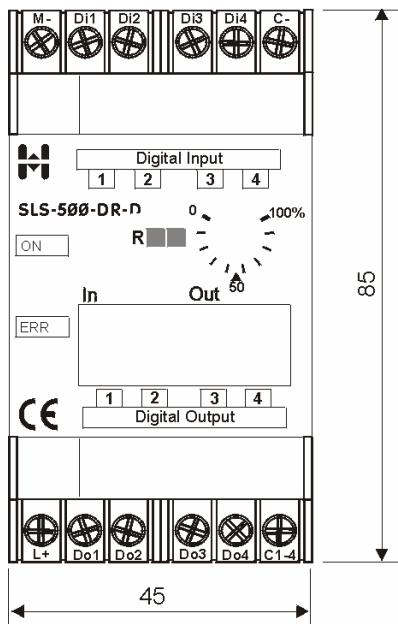 M- Di1 Di2 Di3 Di4 C-
Digital Input
1 2 3 4
SLS-5ØØ-DR-D
0 100%
R
50
ON
In Out
ERR
1 2 3 4
Digital Output
CE
L+ Do1 Do2 Do3 Do4 C1-4
85
45